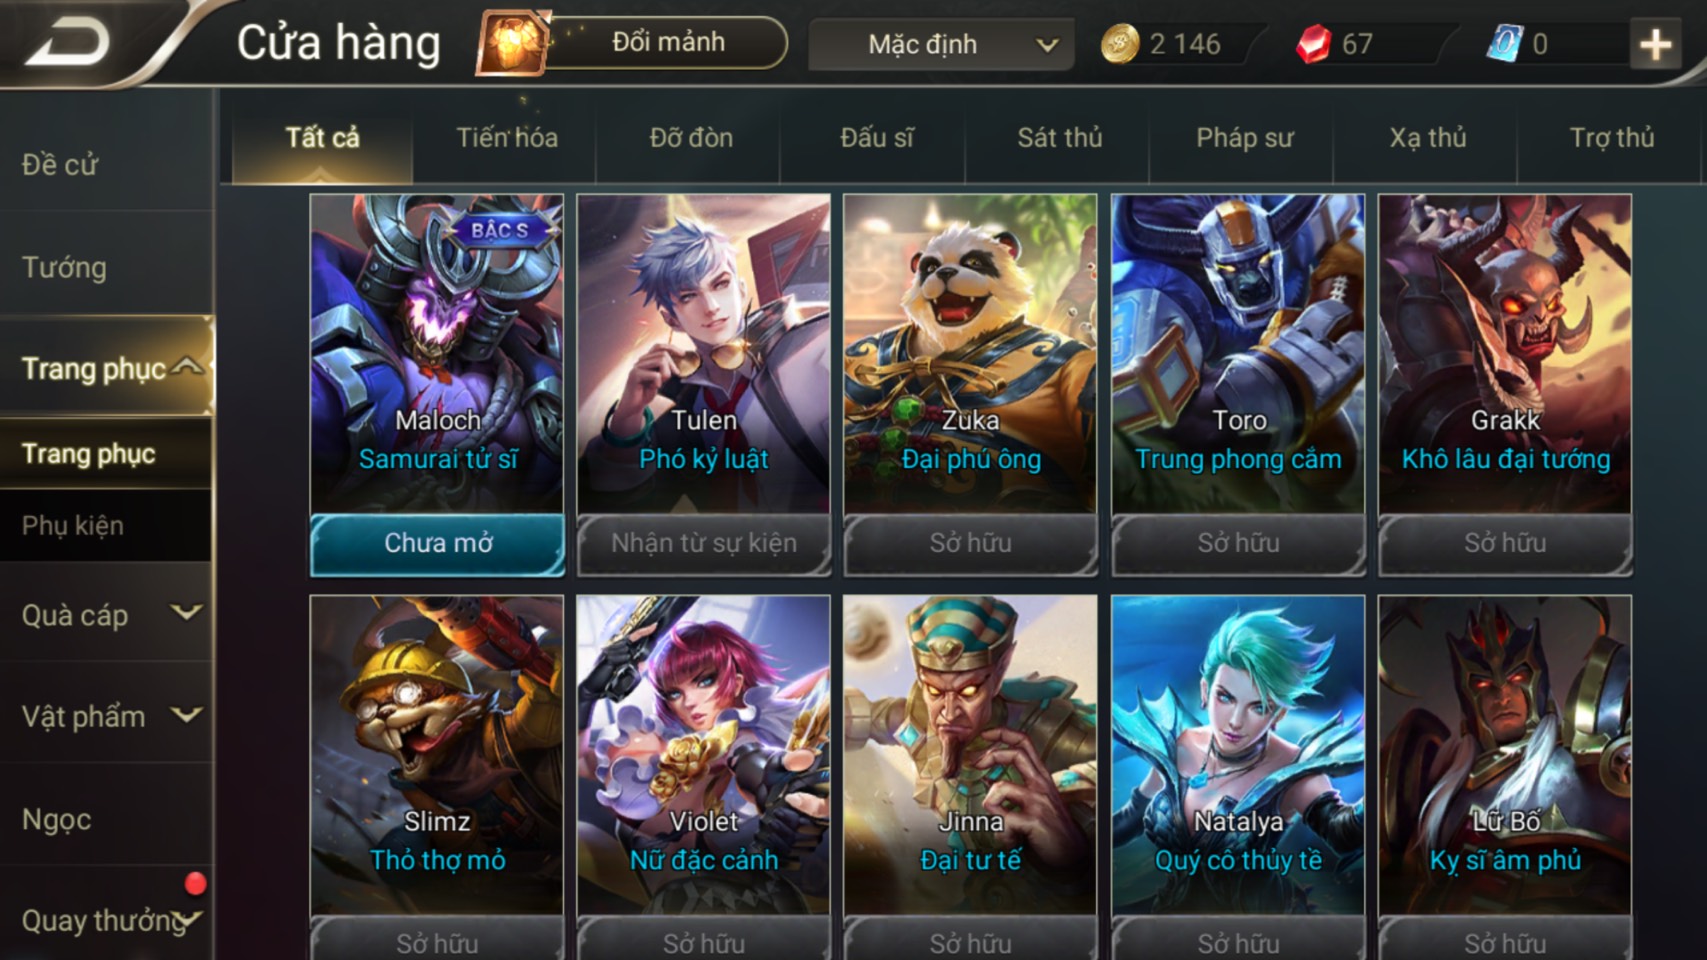 Cửa hàng
Đổi mảnh
Mặc định
2 146
67
0
Đề cử
Tướng
Trang phục
Trang phục
Phụ kiện
Quà cáp
Vật phẩm
Ngọc
Quay thưởng
Tất cả
Tiến hóa
Đỡ đòn
Đấu sĩ
Sát thủ
Pháp sư
Xạ thủ
Trợ thủ
BẬC S
Maloch
Samurai tử sĩ
Chưa mở
Tulen
Phó kỷ luật
Nhận từ sự kiện
Zuka
Đại phú ông
Sở hữu
Toro
Trung phong cắm
Sở hữu
Grakk
Khô lâu đại tướng
Sở hữu
Slimz
Thỏ thợ mỏ
Sở hữu
Violet
Nữ đặc cảnh
Sở hữu
Jinna
Đại tư tế
Sở hữu
Natalya
Quý cô thủy tề
Sở hữu
Lữ Bố
Kỵ sĩ âm phủ
Sở hữu